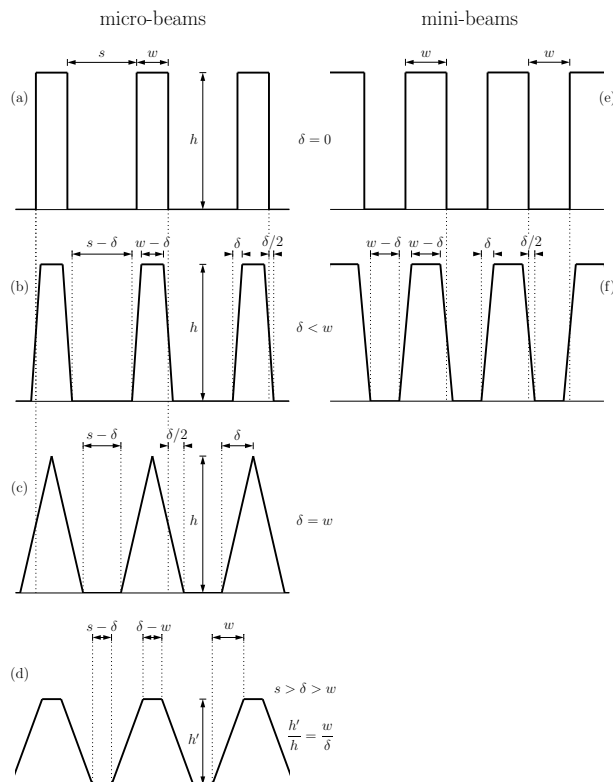 micro-beams mini-beams
s w w w
(a) h δ = 0 (e)
s − δ w − δ δ δ/2 w − δ w − δ δ δ/2
(b) h δ < w (f)
s − δ δ/2 δ
(c) h δ = w
s − δ δ − w w
(d) s > δ > w
h′ h′/h = w/δ